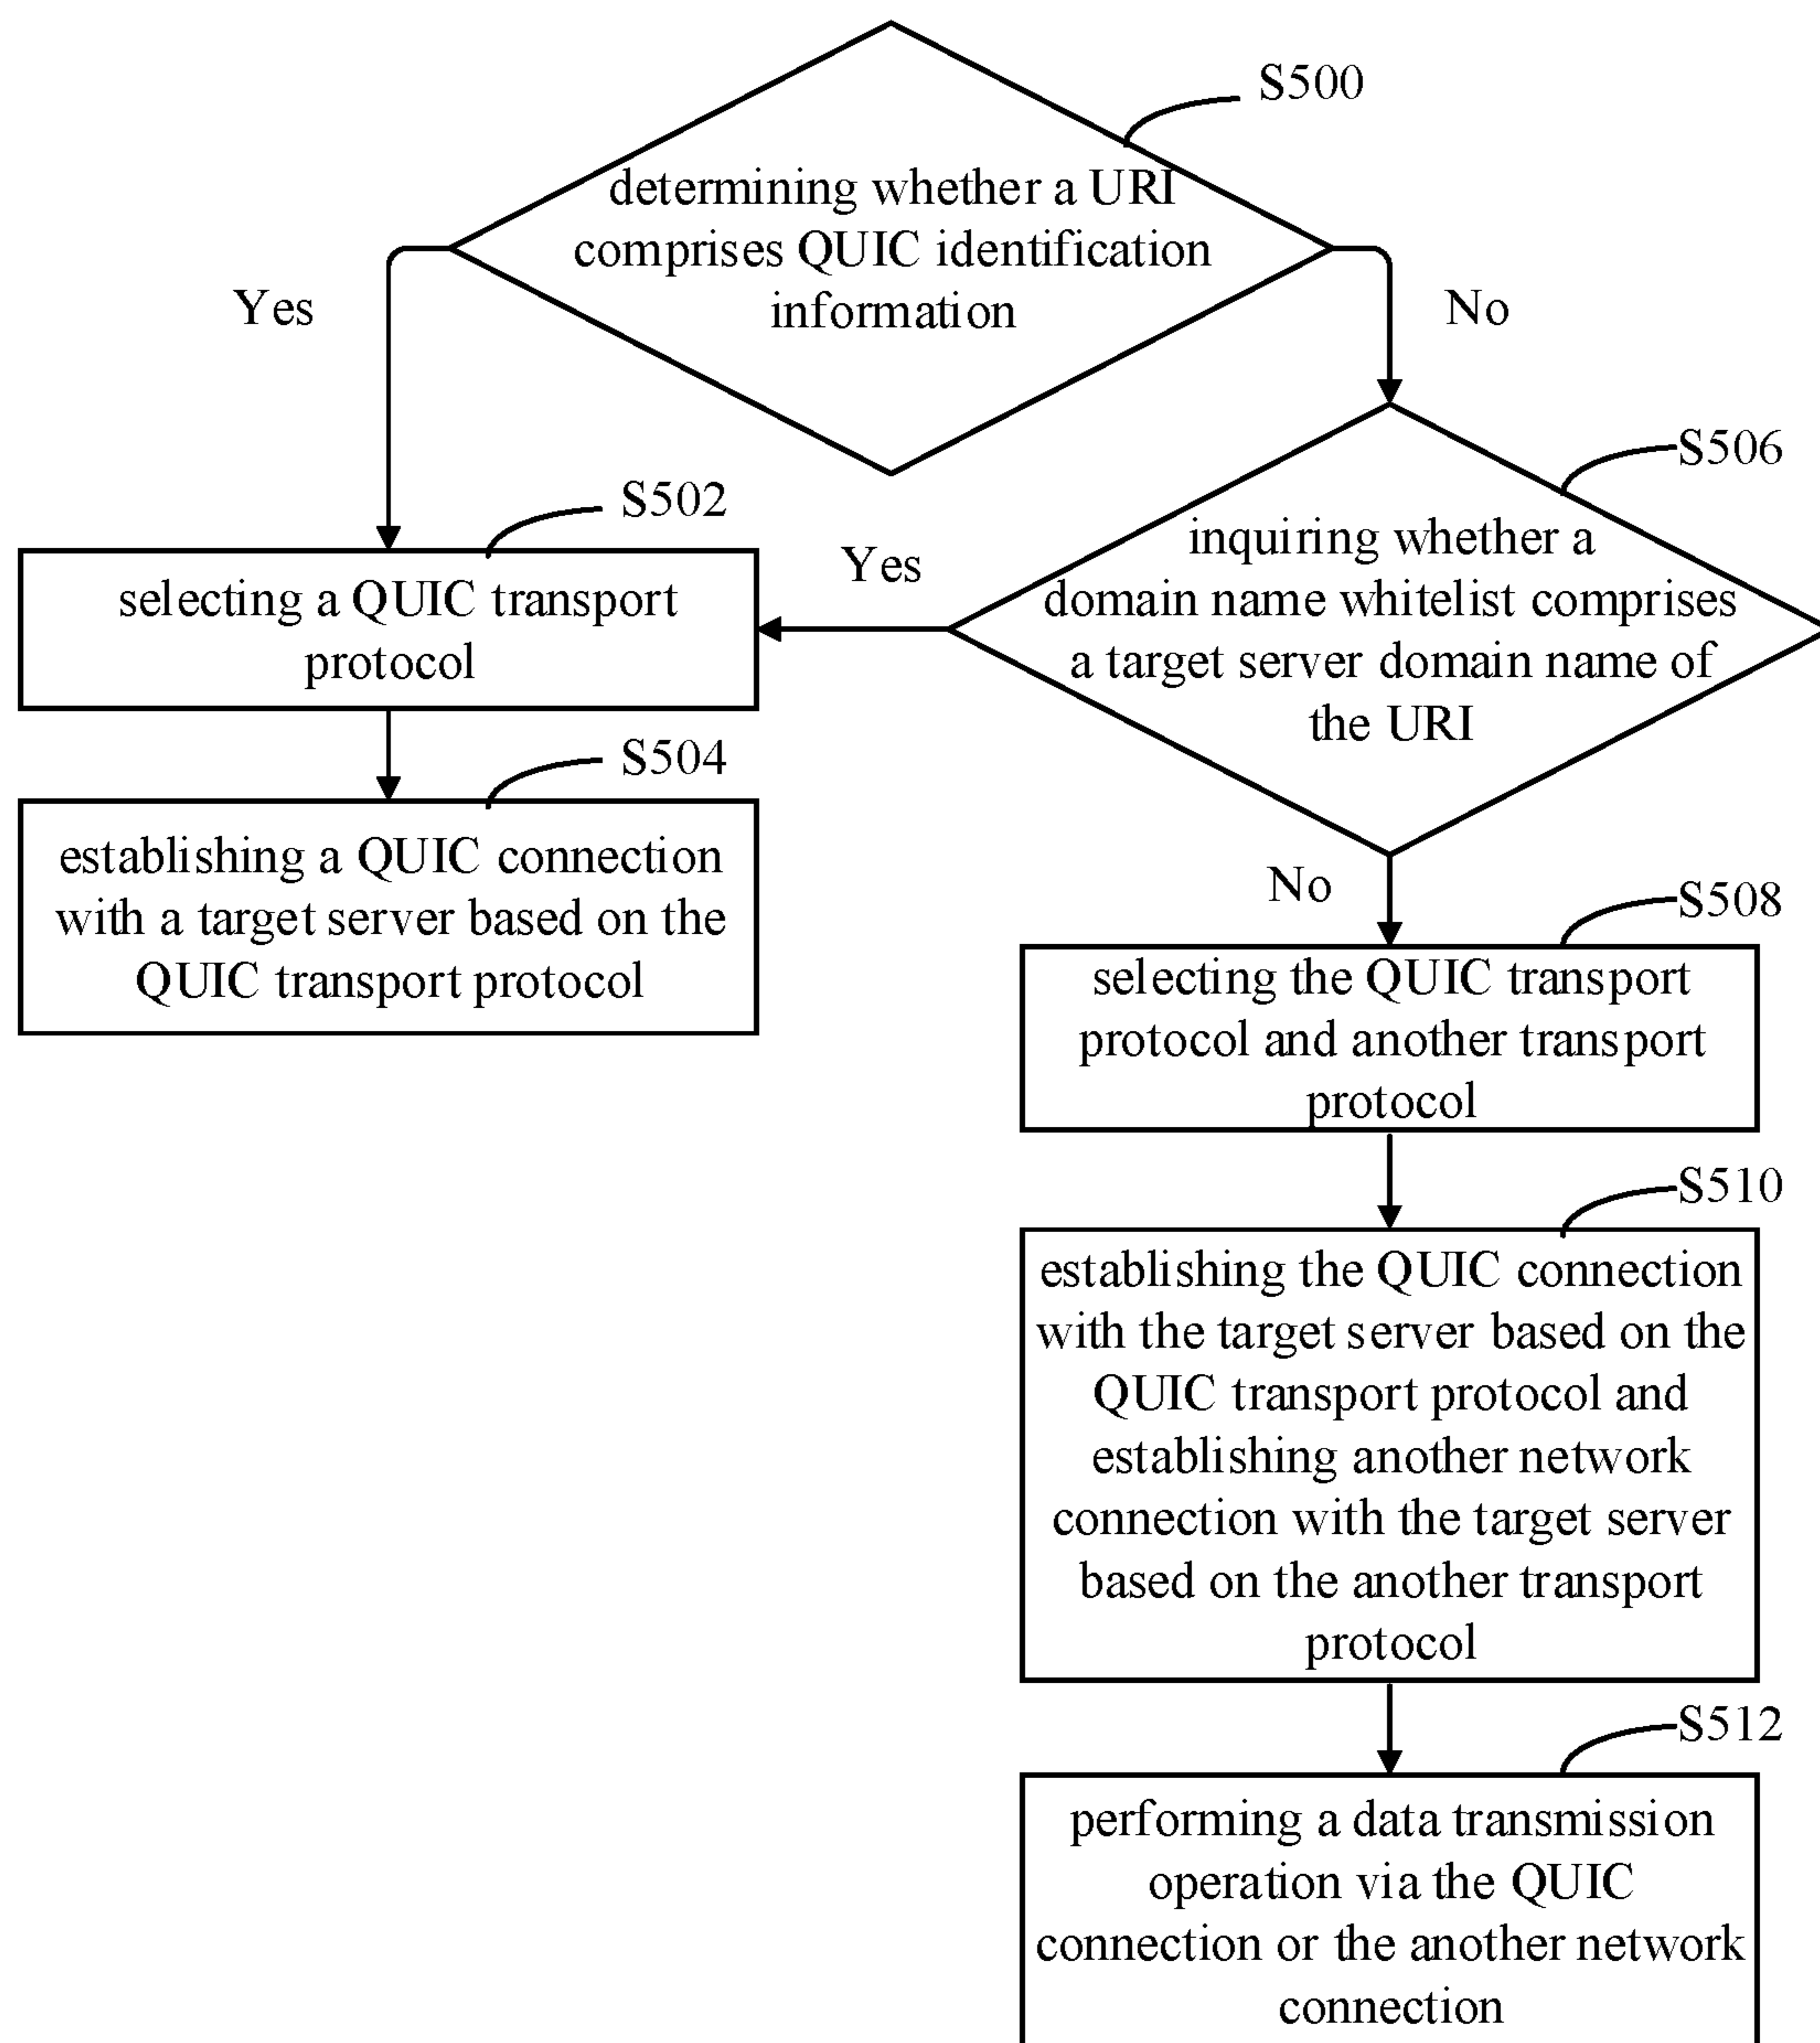 S500
determining whether a URI
comprises QUIC identification
information
Yes
No
S506
inquiring whether a
domain name whitelist comprises
a target server domain name of
the URI
Yes
S502
selecting a QUIC transport
protocol
S504
establishing a QUIC connection
with a target server based on the
QUIC transport protocol
No
S508
selecting the QUIC transport
protocol and another transport
protocol
S510
establishing the QUIC connection
with the target server based on the
QUIC transport protocol and
establishing another network
connection with the target server
based on the another transport
protocol
S512
performing a data transmission
operation via the QUIC
connection or the another network
connection